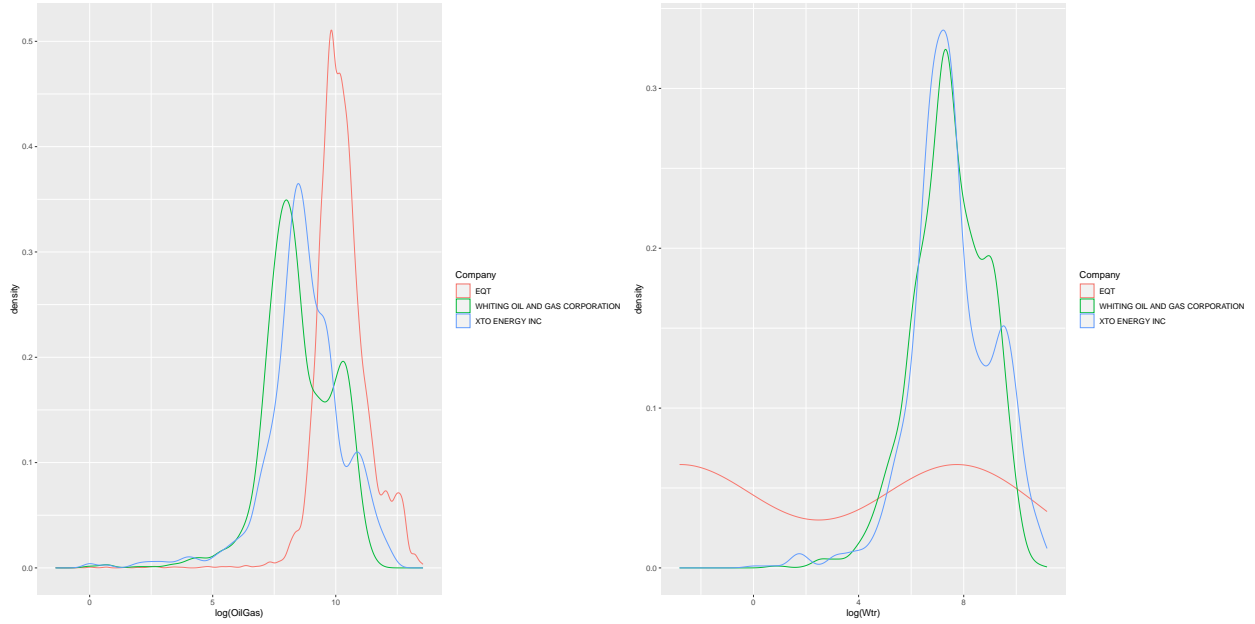 0.5
0.4
0.3
0.2
0.1
0.0
density
0
5
10
log(OilGas)
Company
EQT
WHITING OIL AND GAS CORPORATION
XTO ENERGY INC
0.3
0.2
0.1
0.0
density
0
4
8
log(Wtr)
Company
EQT
WHITING OIL AND GAS CORPORATION
XTO ENERGY INC